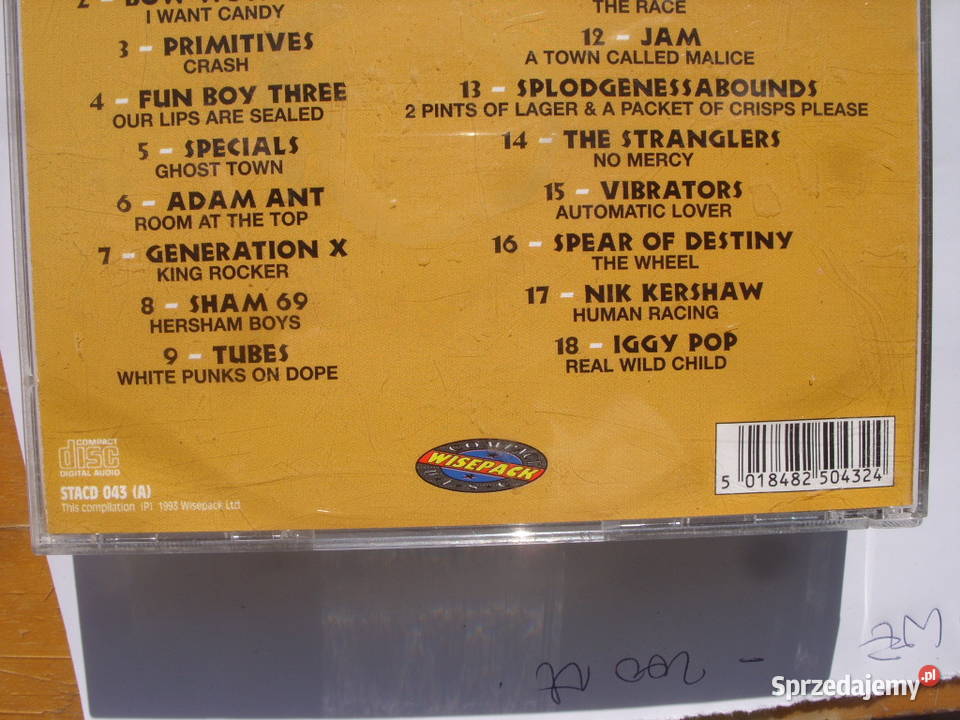 I WANT CANDY
3 - PRIMITIVES
CRASH
4 - FUN BOY THREE
OUR LIPS ARE SEALED
5 - SPECIALS
GHOST TOWN
6 - ADAM ANT
ROOM AT THE TOP
7 - GENERATION X
KING ROCKER
8 - SHAM 69
HERSHAM BOYS
9 - TUBES
WHITE PUNKS ON DOPE
THE RACE
12 - JAM
A TOWN CALLED MALICE
13 - SPLODGENESSABOUNDS
2 PINTS OF LAGER & A PACKET OF CRISPS PLEASE
14 - THE STRANGLERS
NO MERCY
15 - VIBRATORS
AUTOMATIC LOVER
16 - SPEAR OF DESTINY
THE WHEEL
17 - NIK KERSHAW
HUMAN RACING
18 - IGGY POP
REAL WILD CHILD
COMPACT
disc
DIGITAL AUDIO
STACD 043 (A)
This compilation (P) 1993 Wisepack Ltd
COMPACT
WISEPACK
DISCS
5 018482 504324
Sprzedajemy.pl